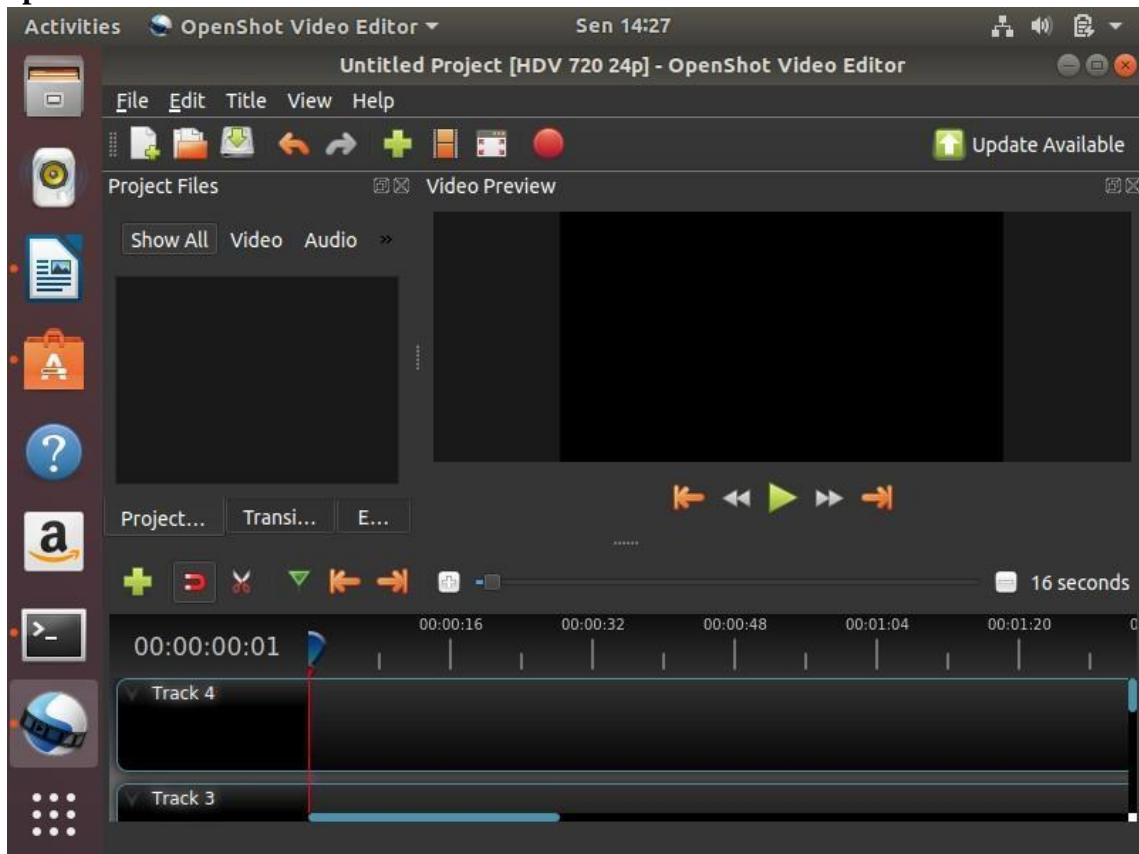 Activities OpenShot Video Editor Sen 14:27
Untitled Project [HDV 720 24p] - OpenShot Video Editor
File Edit Title View Help
Update Available
Project Files Video Preview
Show All Video Audio »
Project... Transi... E...
16 seconds
00:00:16 00:00:32 00:00:48 00:01:04 00:01:20 0
00:00:00:01
Track 4
Track 3